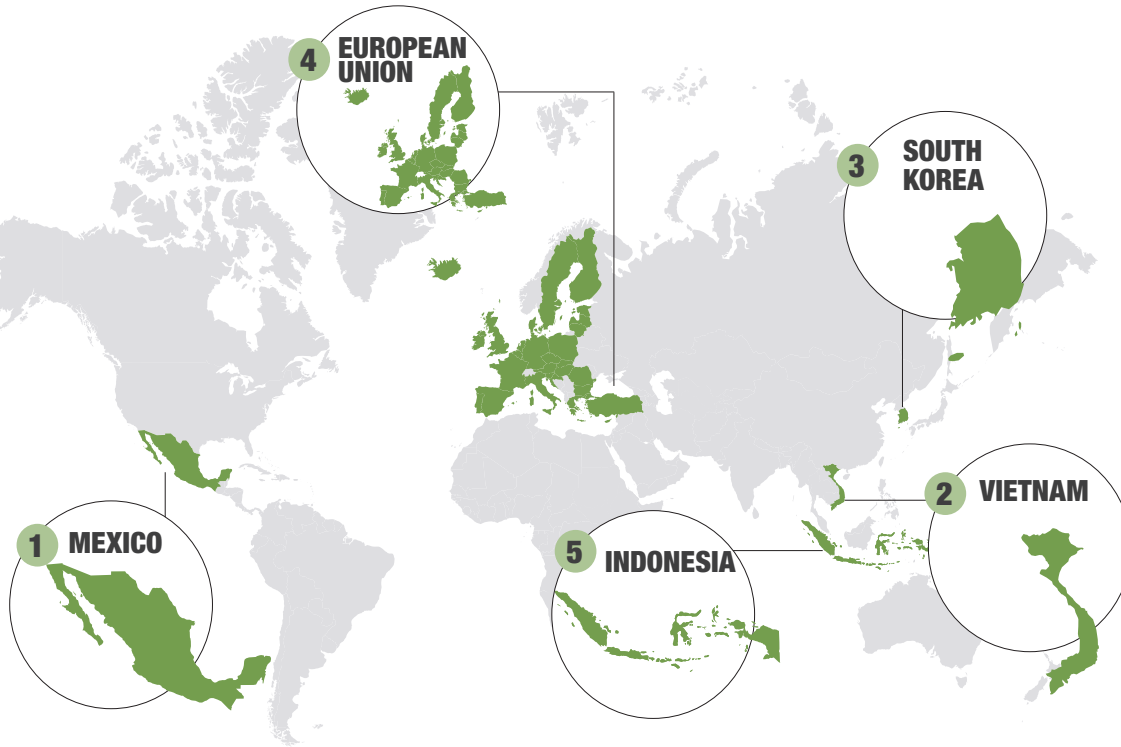 4
EUROPEAN
UNION
3
SOUTH
KOREA
2
VIETNAM
1
MEXICO
5
INDONESIA